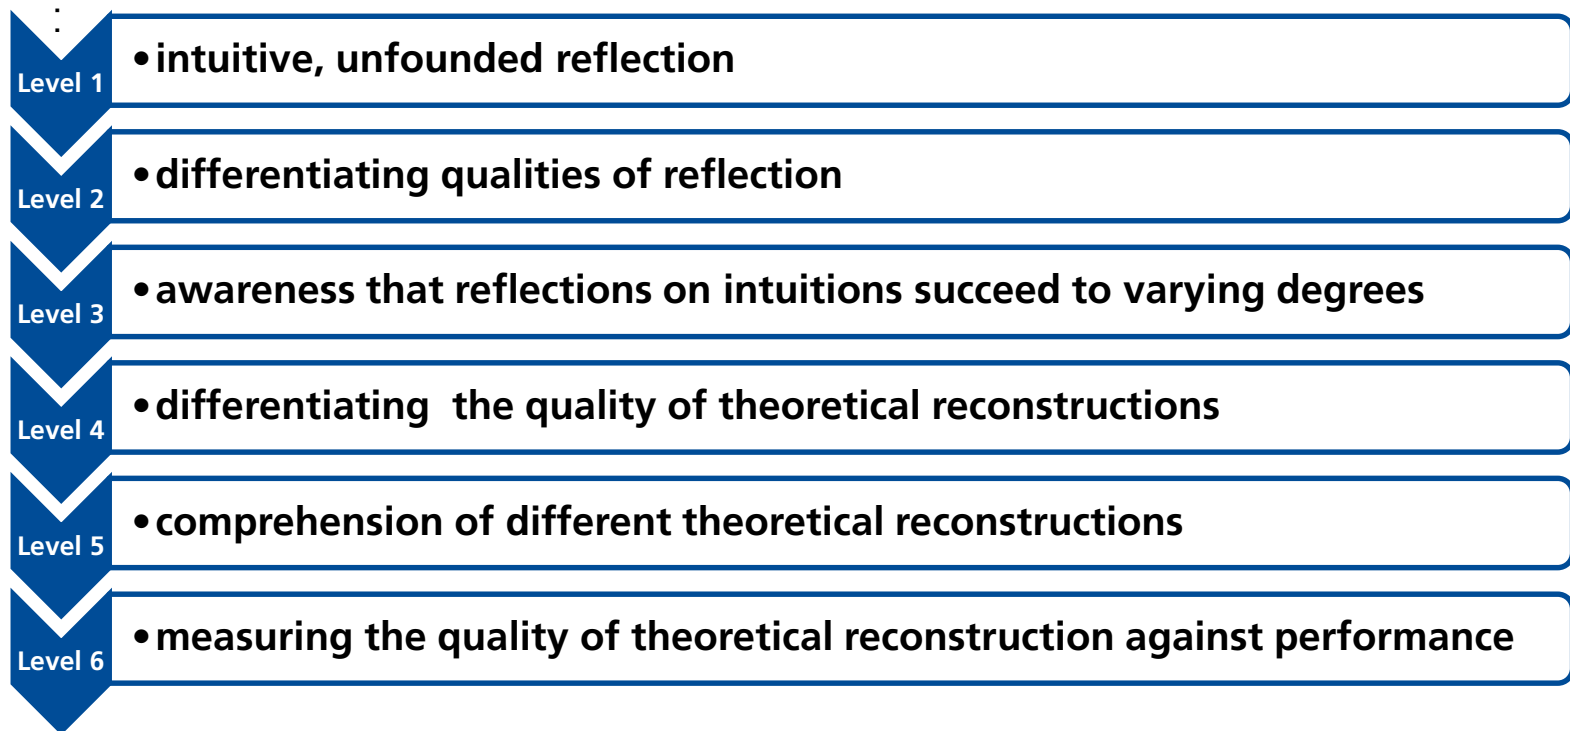 :
Level 1
•intuitive, unfounded reflection
Level 2
•differentiating qualities of reflection
Level 3
•awareness that reflections on intuitions succeed to varying degrees
Level 4
•differentiating  the quality of theoretical reconstructions
Level 5
•comprehension of different theoretical reconstructions
Level 6
•measuring the quality of theoretical reconstruction against performance